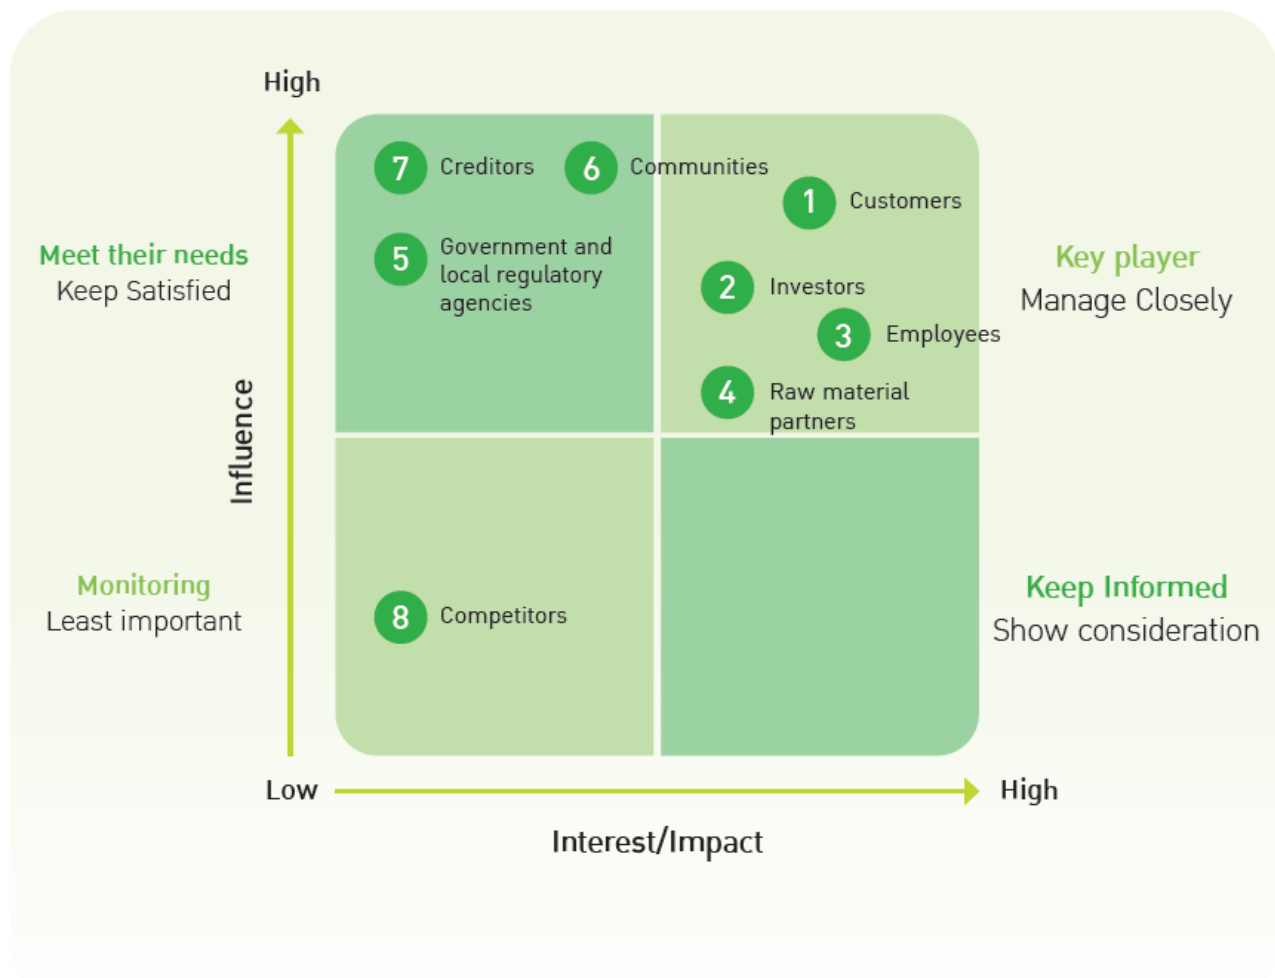 High
7 Creditors 6 Communities
1 Customers
Meet their needs
Keep Satisfied
5 Government and
local regulatory
agencies
2 Investors
3 Employees
4 Raw material
partners
Key player
Manage Closely
Influence
Monitoring
Least important
8 Competitors
Keep Informed
Show consideration
Low
High
Interest/Impact